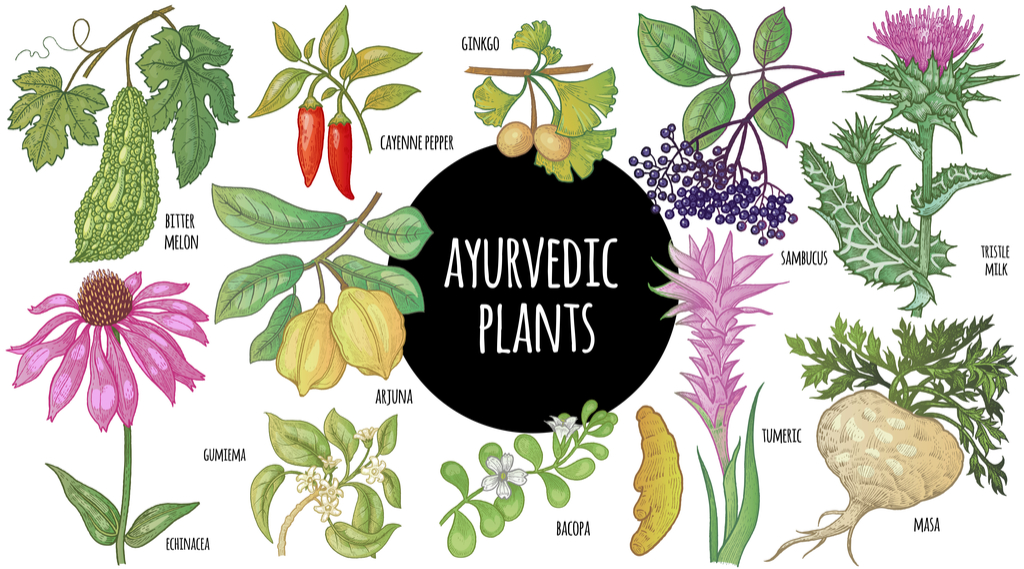 GINKGO
CAYENNE PEPPER
BITTER
MELON
AYURVEDIC
PLANTS
SAMBUCUS
TRISTLE
MILK
ARJUNA
GUMIEMA
TUMERIC
ECHINACEA
BACOPA
MASA